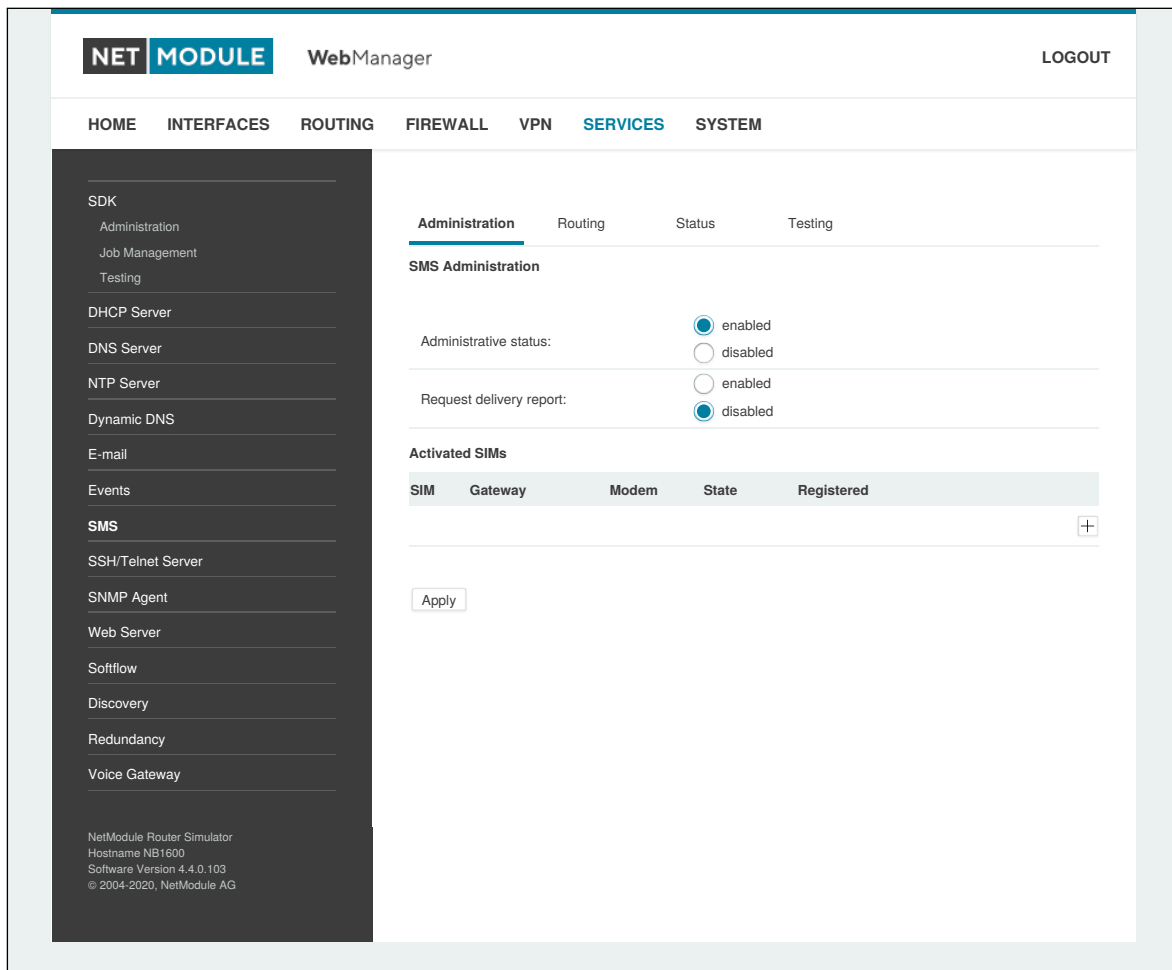 NET MODULE WebManager LOGOUT
HOME INTERFACES ROUTING FIREWALL VPN SERVICES SYSTEM
SDK
Administration
Job Management
Testing
DHCP Server
DNS Server
NTP Server
Dynamic DNS
E-mail
Events
SMS
SSH/Telnet Server
SNMP Agent
Web Server
Softflow
Discovery
Redundancy
Voice Gateway
NetModule Router Simulator
Hostname NB1600
Software Version 4.4.0.103
© 2004-2020, NetModule AG
Administration Routing Status Testing
SMS Administration
Administrative status:
enabled
disabled
Request delivery report:
enabled
disabled
Activated SIMs
SIM Gateway Modem State Registered
Apply